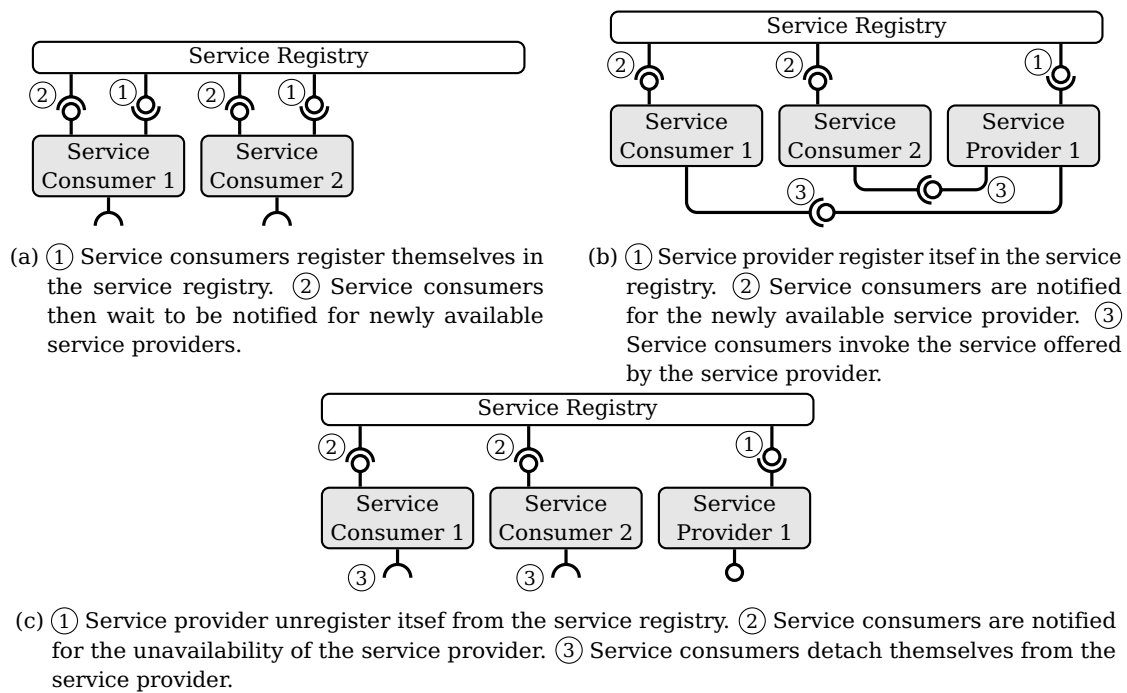 Service Registry
2 1 2 1
Service
Consumer 1
Service
Consumer 2
(a) 1 Service consumers register themselves in
the service registry. 2 Service consumers
then wait to be notified for newly available
service providers.
Service Registry
2 2 1
Service
Consumer 1
Service
Consumer 2
Service
Provider 1
3 3
(b) 1 Service provider register itsef in the service
registry. 2 Service consumers are notified
for the newly available service provider. 3
Service consumers invoke the service offered
by the service provider.
Service Registry
2 2 1
Service
Consumer 1
Service
Consumer 2
Service
Provider 1
3 3
(c) 1 Service provider unregister itsef from the service registry. 2 Service consumers are notified
for the unavailability of the service provider. 3 Service consumers detach themselves from the
service provider.